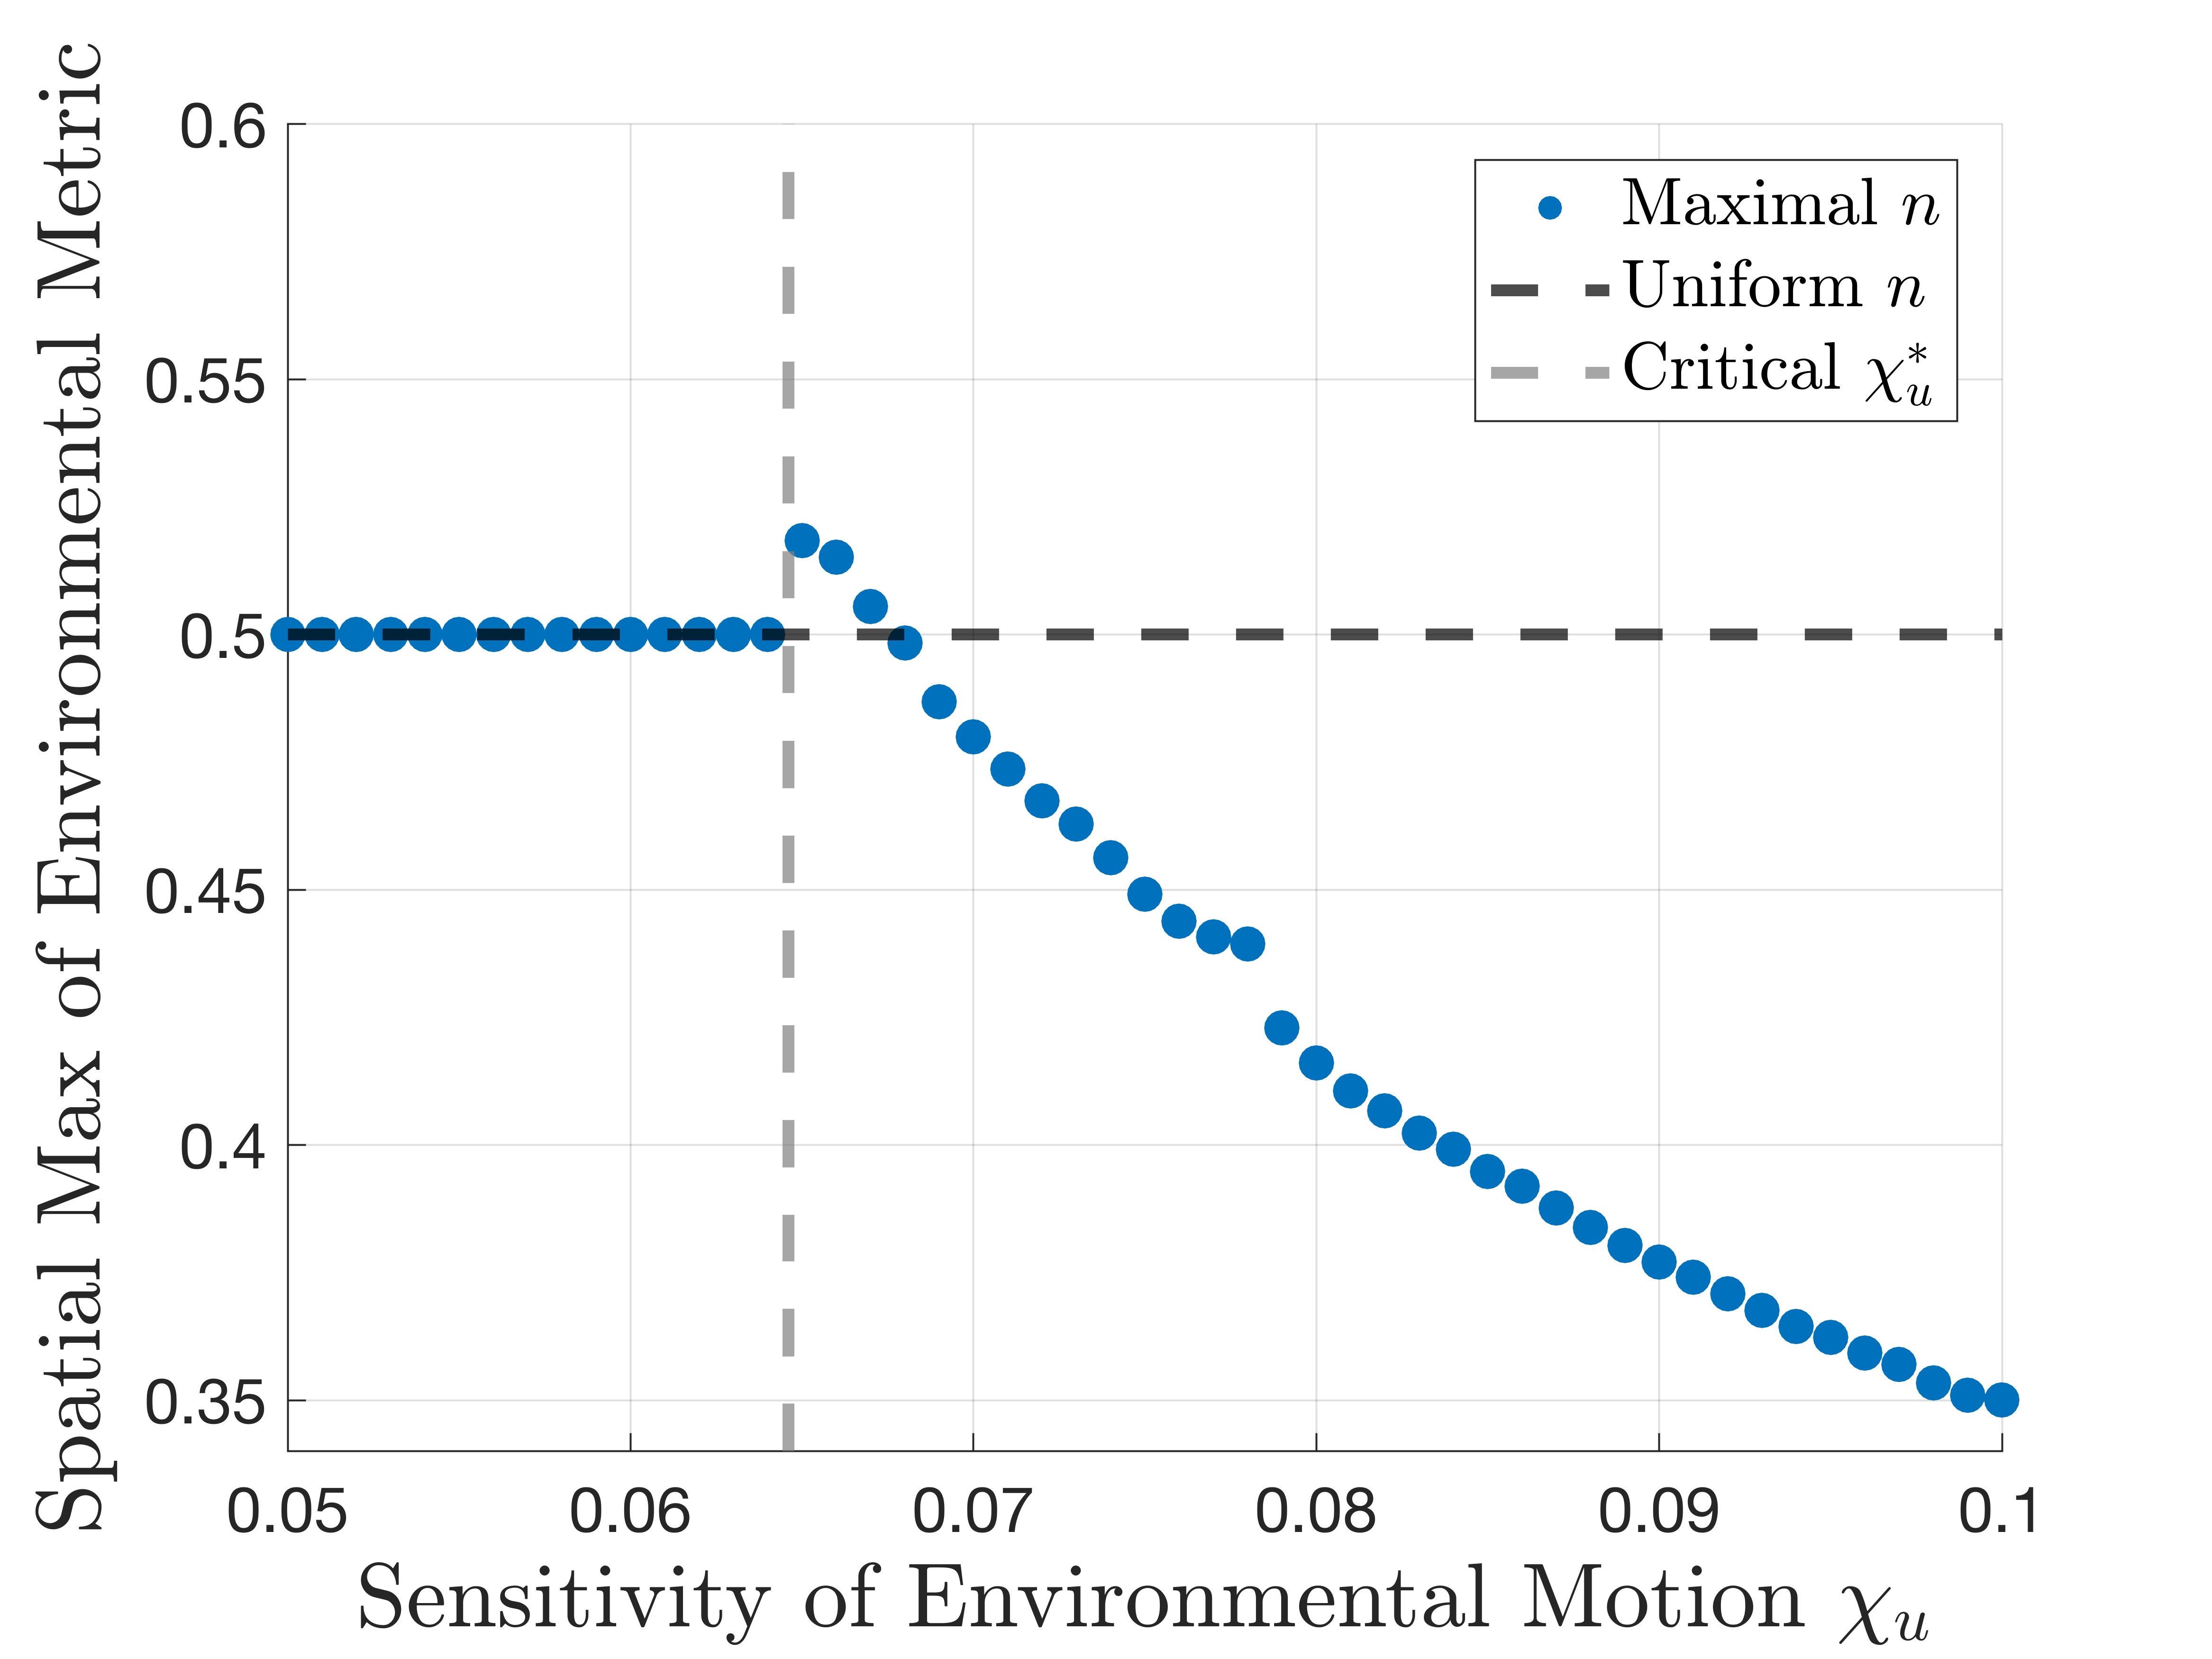 Spatial Max of Environmental Metric
0.6
0.55
0.5
0.45
0.4
0.35
Maximal n
Uniform n
Critical χ*u
0.05 0.06 0.07 0.08 0.09 0.1
Sensitivity of Environmental Motion χu